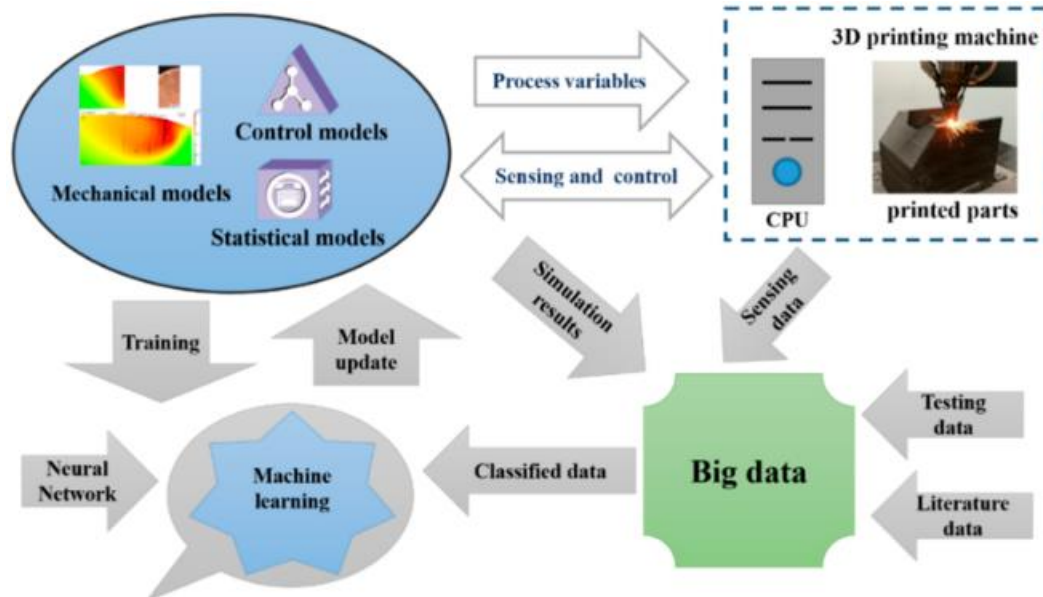 3D printing machine
Process variables
Control models
Mechanical models
Sensing and control
Statistical models
CPU
printed parts
Simulation
results
Sensing
data
Training
Model
update
Testing
data
Neural
Network
Machine
learning
Classified data
Big data
Literature
data